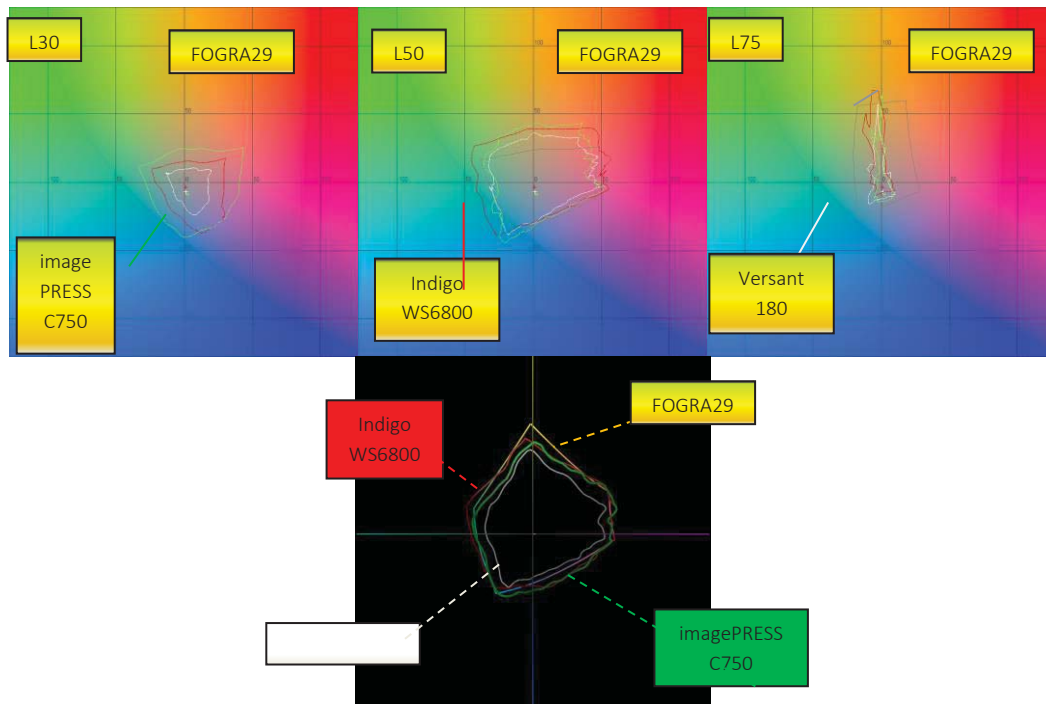 L30
FOGRA29
L50
FOGRA29
L75
FOGRA29
image
PRESS
C750
Indigo
WS6800
Versant
180
Indigo
WS6800
FOGRA29
imagePRESS
C750